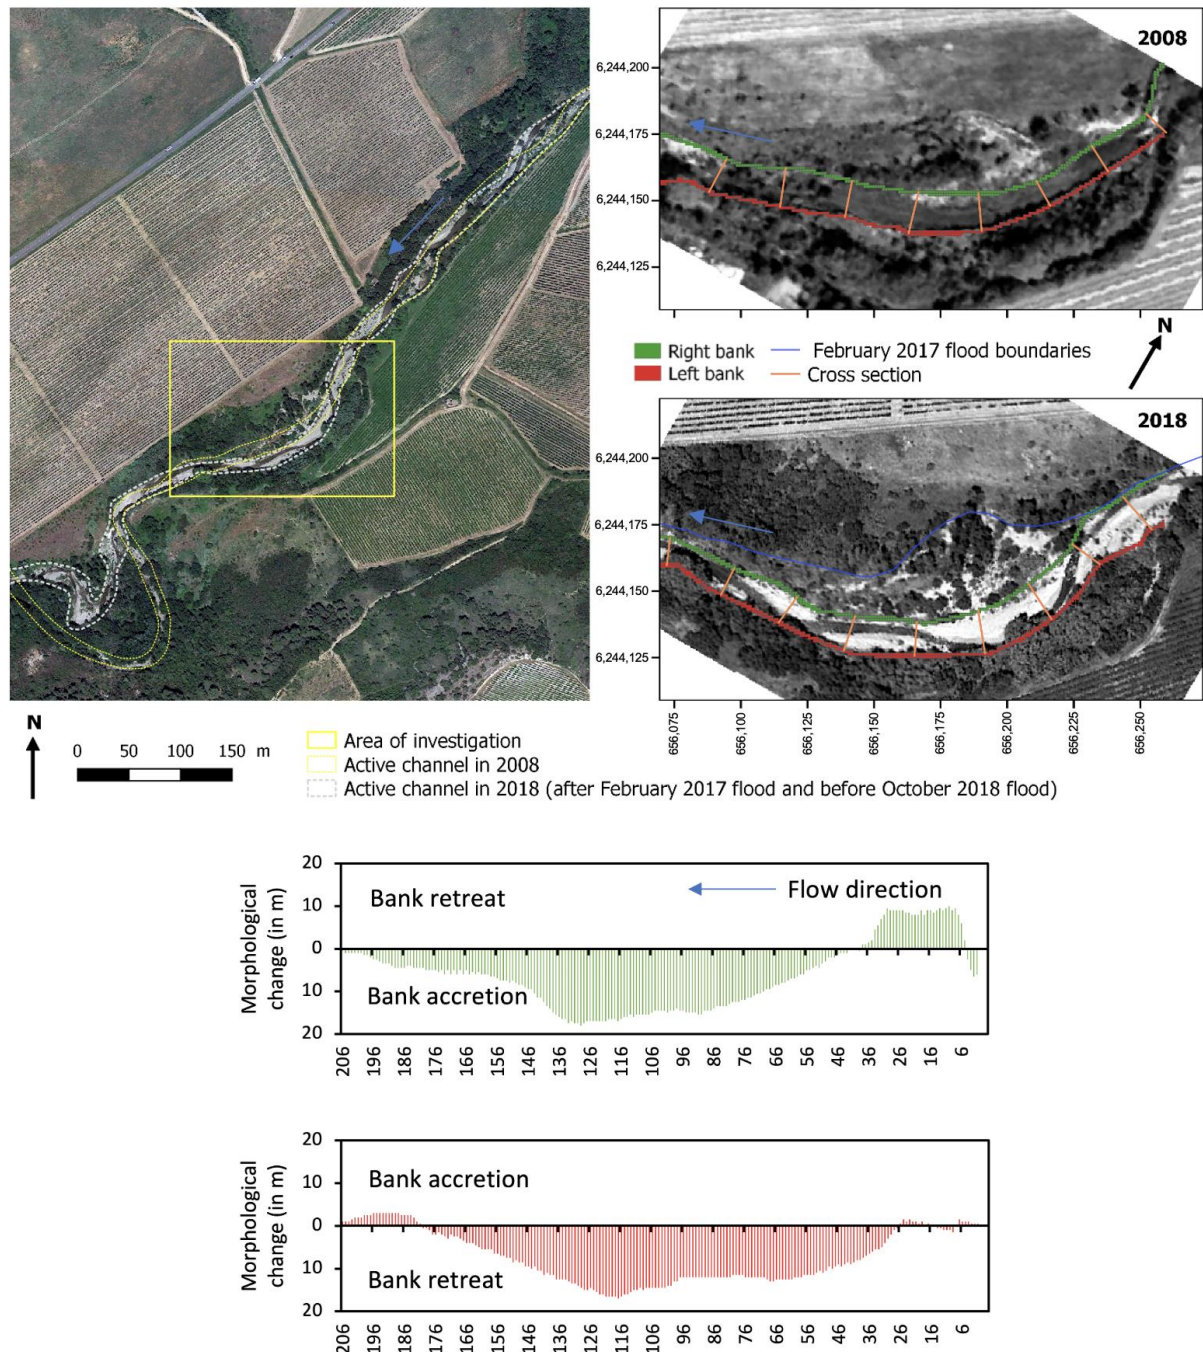 2008
6,244,200
6,244,175
6,244,150
6,244,125
N
Right bank
February 2017 flood boundaries
Left bank
Cross section
2018
6,244,200
6,244,175
6,244,150
6,244,125
656,075
656,100
656,125
656,150
656,175
656,200
656,225
656,250
N
0 50 100 150 m
Area of investigation
Active channel in 2008
Active channel in 2018 (after February 2017 flood and before October 2018 flood)
Morphological
change (in m)
20
10
0
10
20
Bank retreat
Flow direction
Bank accretion
206 196 186 176 166 156 146 136 126 116 106 96 86 76 66 56 46 36 26 16 6
Morphological
change (in m)
20
10
0
10
20
Bank accretion
Bank retreat
206 196 186 176 166 156 146 136 126 116 106 96 86 76 66 56 46 36 26 16 6